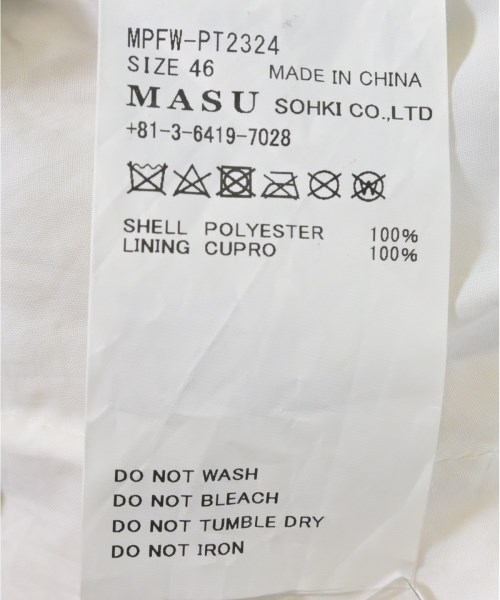 MPFW-PT2324
SIZE 46 MADE IN CHINA
MASU SOHKI CO.,LTD
+81-3-6419-7028
W
SHELL POLYESTER 100%
LINING CUPRO 100%
DO NOT WASH
DO NOT BLEACH
DO NOT TUMBLE DRY
DO NOT IRON